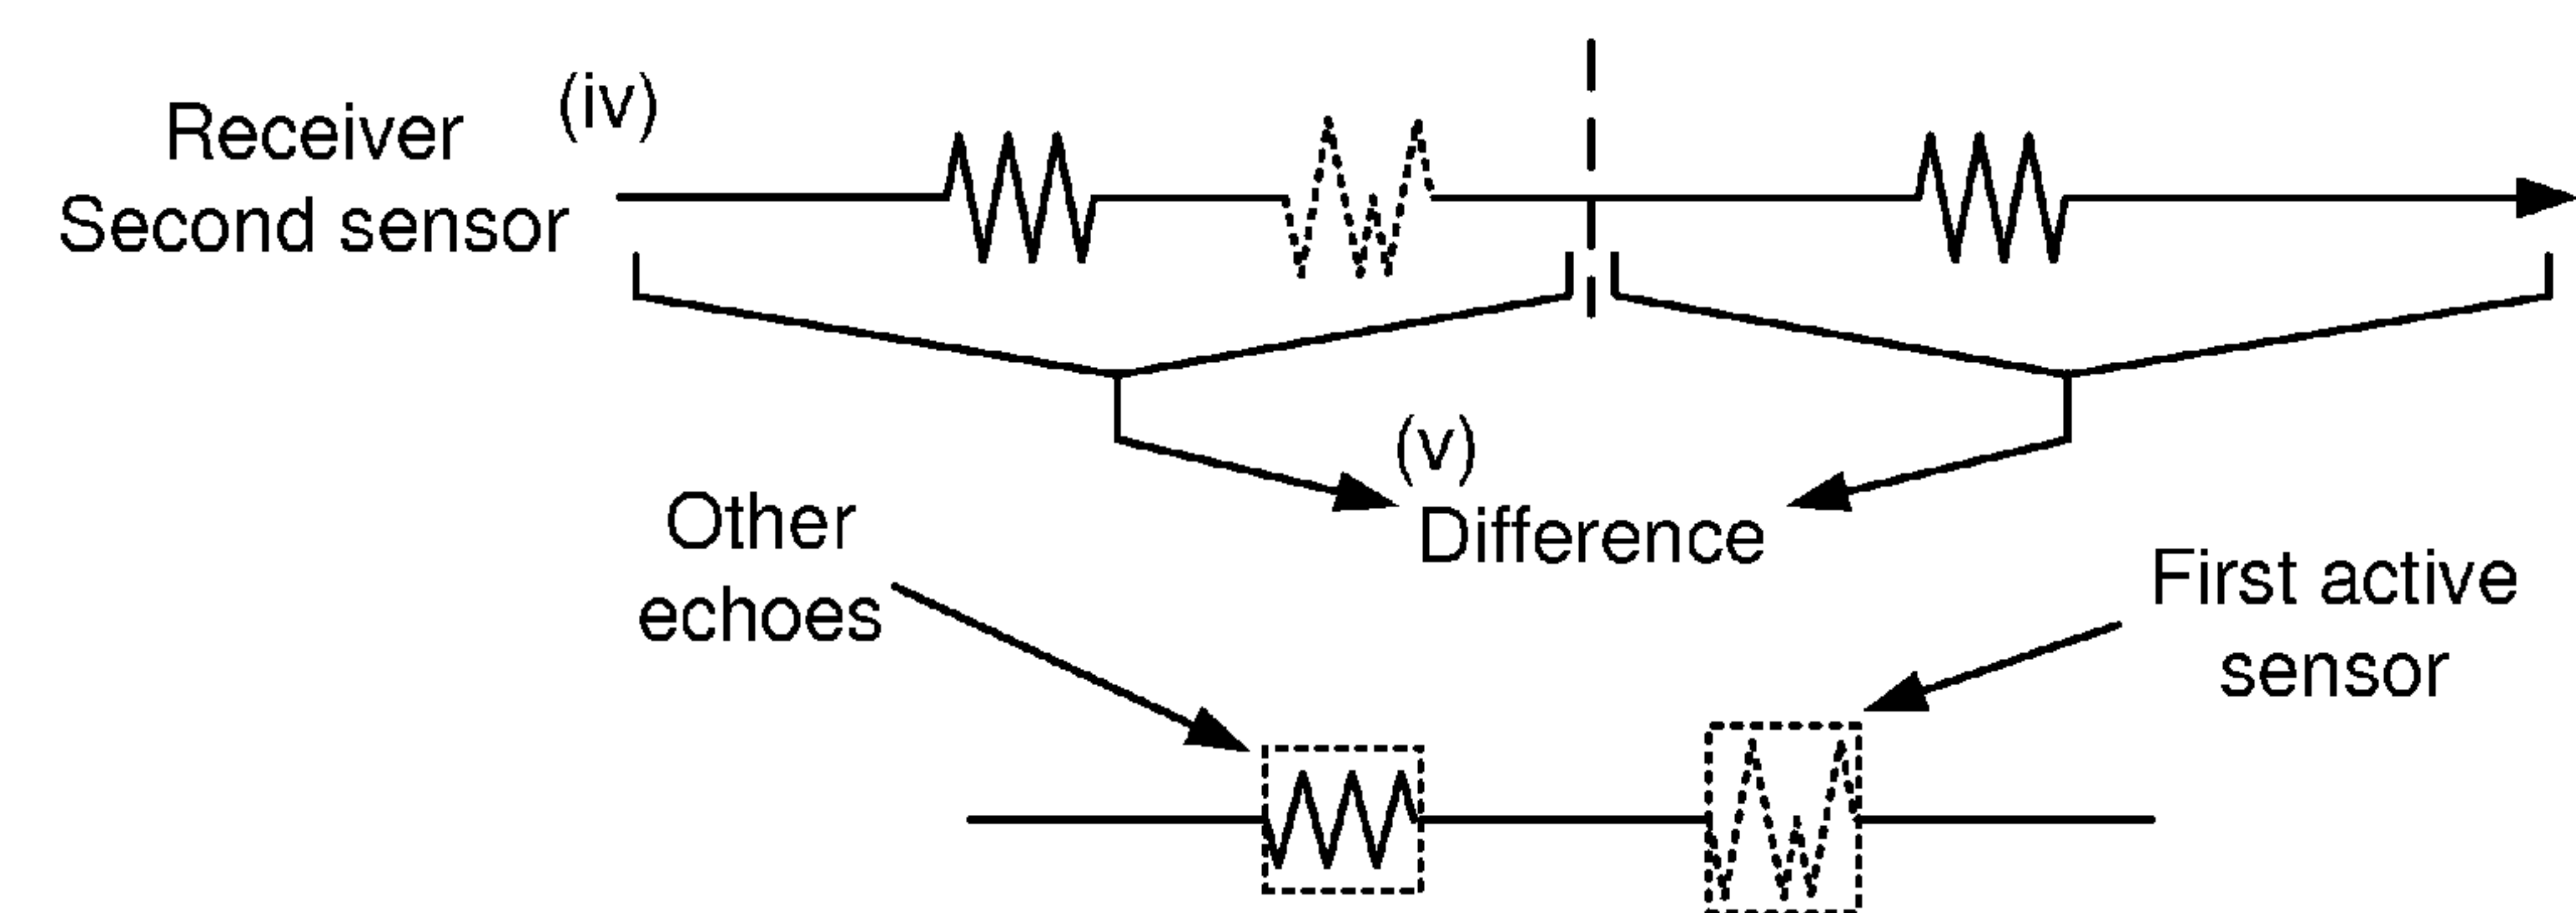 (iv)
Receiver
Second sensor
(v)
Difference
Other
echoes
First active
sensor